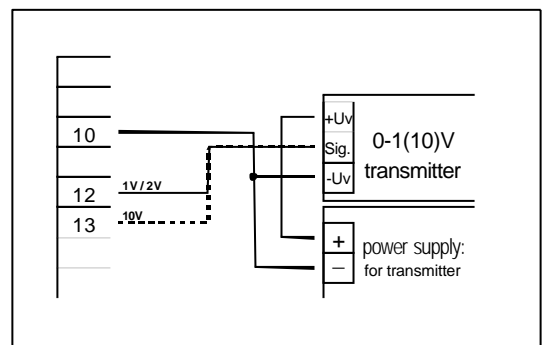 10
12
13
1V / 2V
10V
+Uv
Sig.
-Uv
0-1(10)V
transmitter
+
−
power supply:
for transmitter